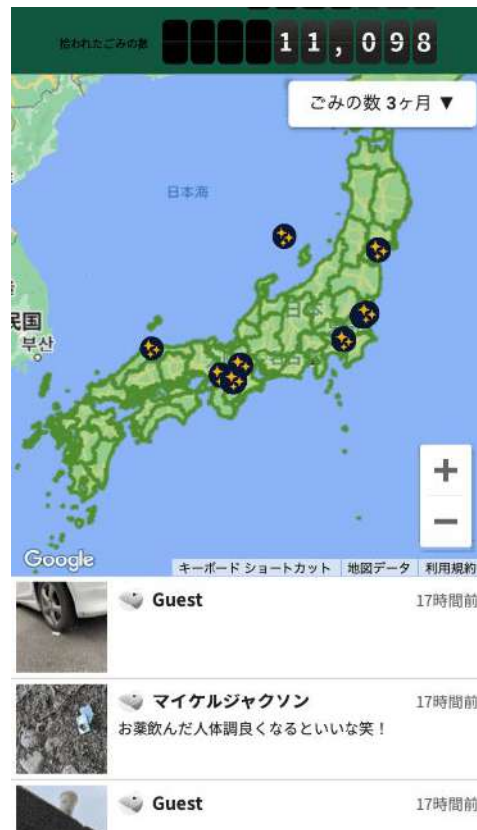 拾われたごみの数 11,098
ごみの数 3ヶ月 ▼
日本海
日本
民国
부산
+
−
Google
キーボード ショートカット 地図データ 利用規約
Guest 17時間前
マイケルジャクソン 17時間前
お薬飲んだ人体調良くなるといいな笑！
Guest 17時間前